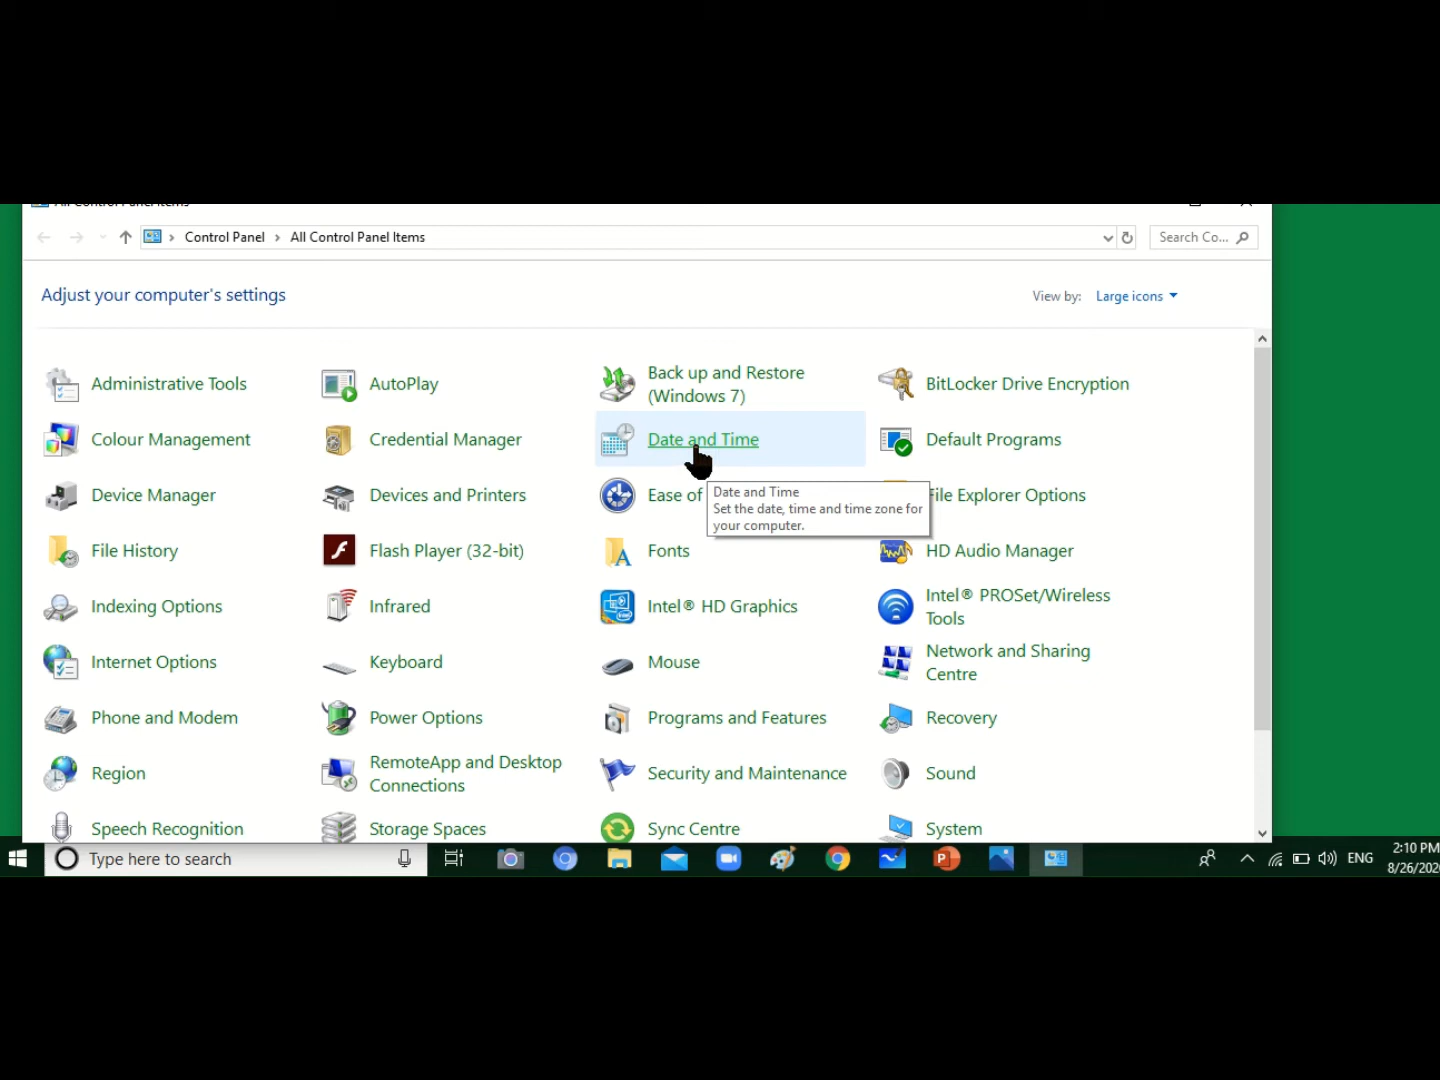 Control Panel > All Control Panel Items
Search Co...
Adjust your computer's settings
View by: Large icons
Administrative Tools
AutoPlay
Back up and Restore
(Windows 7)
BitLocker Drive Encryption
Colour Management
Credential Manager
Date and Time
Default Programs
Device Manager
Devices and Printers
Ease of
Date and Time
Set the date, time and time zone for
your computer.
File Explorer Options
File History
Flash Player (32-bit)
Fonts
HD Audio Manager
Indexing Options
Infrared
Intel® HD Graphics
Intel® PROSet/Wireless
Tools
Internet Options
Keyboard
Mouse
Network and Sharing
Centre
Phone and Modem
Power Options
Programs and Features
Recovery
Region
RemoteApp and Desktop
Connections
Security and Maintenance
Sound
Speech Recognition
Storage Spaces
Sync Centre
System
Type here to search
ENG
2:10 PM
8/26/202